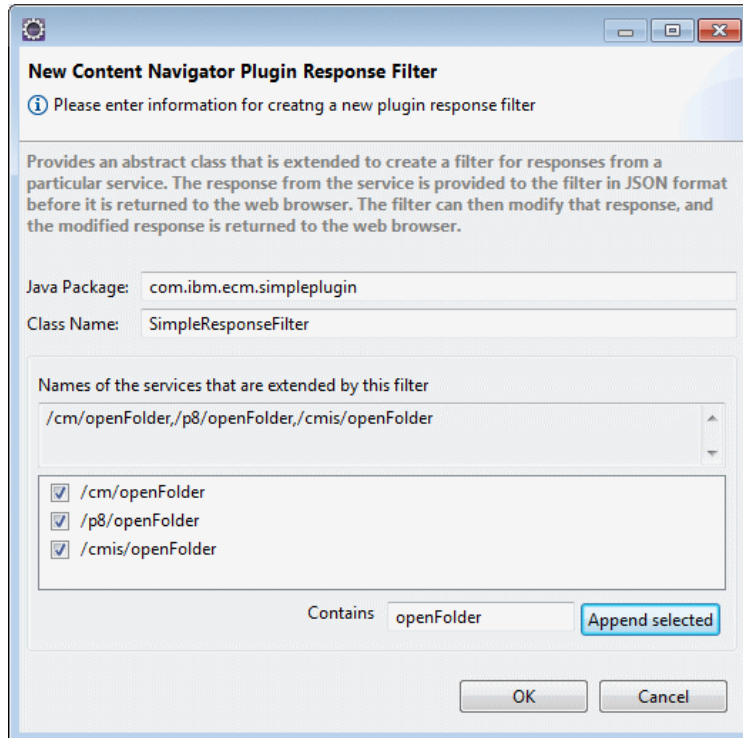 New Content Navigator Plugin Response Filter
Please enter information for creatng a new plugin response filter
Provides an abstract class that is extended to create a filter for responses from a
particular service. The response from the service is provided to the filter in JSON format
before it is returned to the web browser. The filter can then modify that response, and
the modified response is returned to the web browser.
Java Package: com.ibm.ecm.simpleplugin
Class Name: SimpleResponseFilter
Names of the services that are extended by this filter
/cm/openFolder,/p8/openFolder,/cmis/openFolder
/cm/openFolder
/p8/openFolder
/cmis/openFolder
Contains openFolder Append selected
OK Cancel